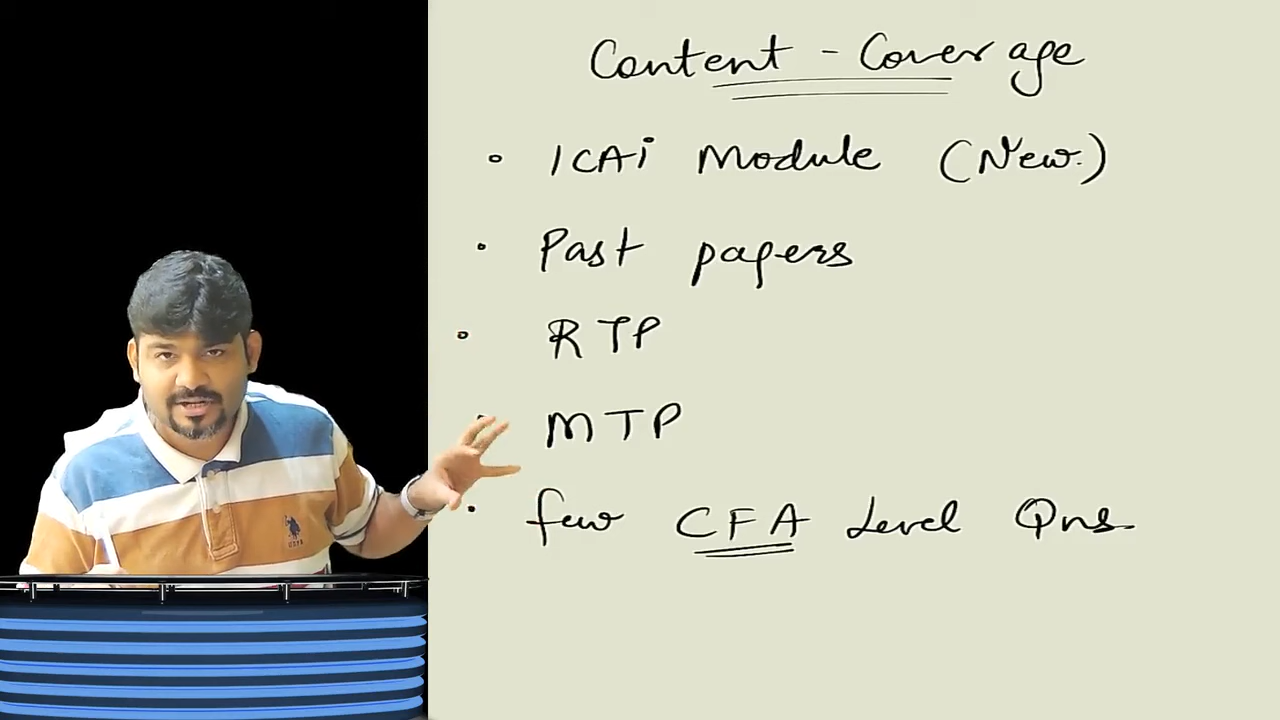 Content - Coverage
• ICAi Module (New.)
• Past papers
• RTP
• MTP
• few CFA Level Qns.